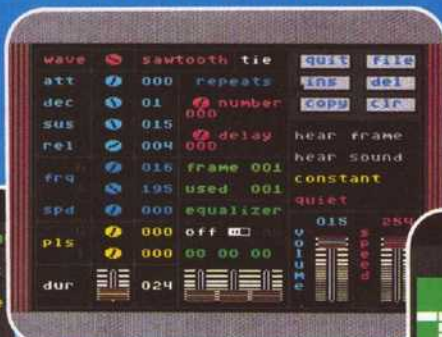 wave sawtooth tie quit file
att 000 repeats ins del
dec 01 number copy clr
000
sus 015 delay hear frame
rel 004 000
hear sound
frq 016 frame 001 constant
195 used 001 quiet
spd 000 equalizer 015 254
pls 000 off volume speed
000 00 00 00
dur 024